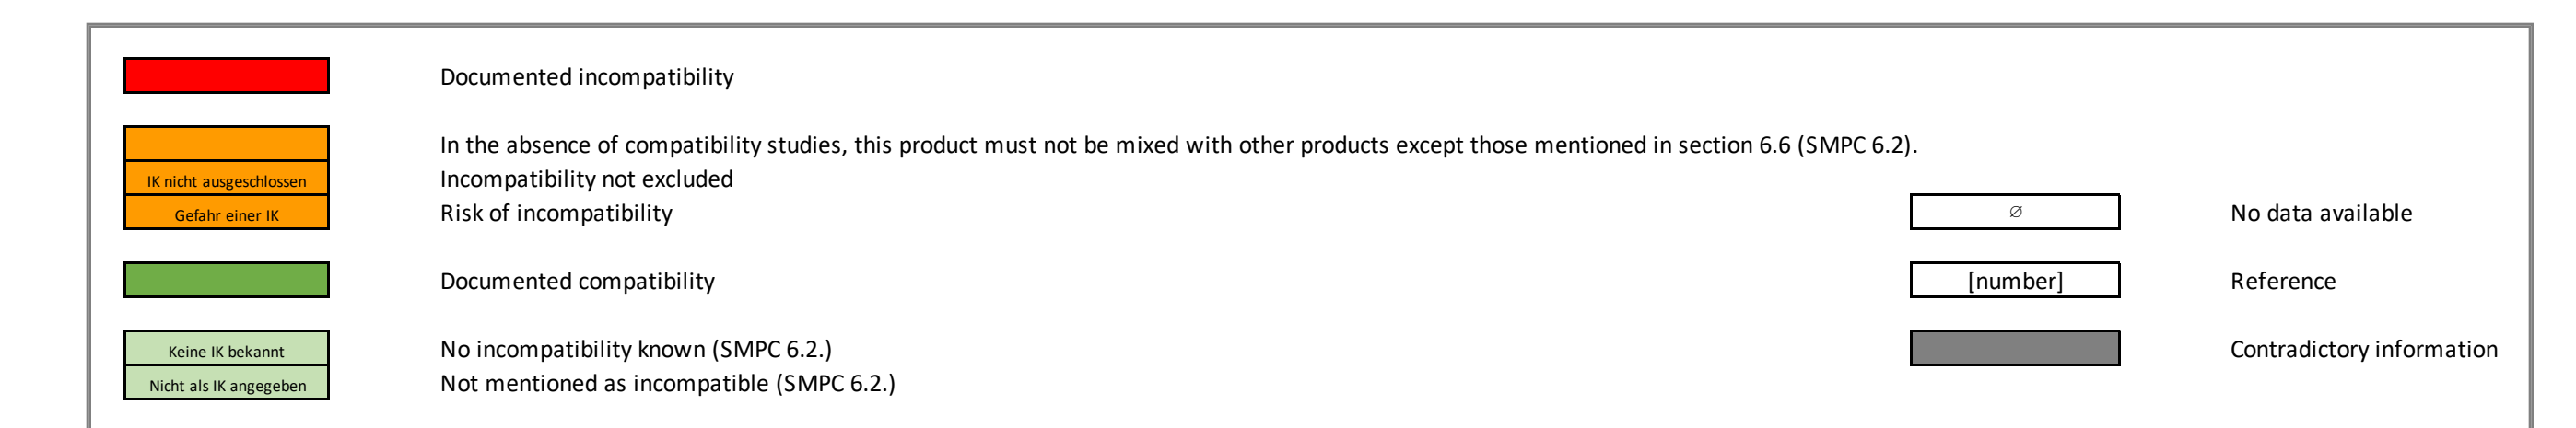 Documented incompatibility
In the absence of compatibility studies, this product must not be mixed with other products except those mentioned in section 6.6 (SMPC 6.2).
IK nicht ausgeschlossen Incompatibility not excluded
Gefahr einer IK Risk of incompatibility ∅ No data available
Documented compatibility [number] Reference
Keine IK bekannt No incompatibility known (SMPC 6.2.) Contradictory information
Nicht als IK angegeben Not mentioned as incompatible (SMPC 6.2.)